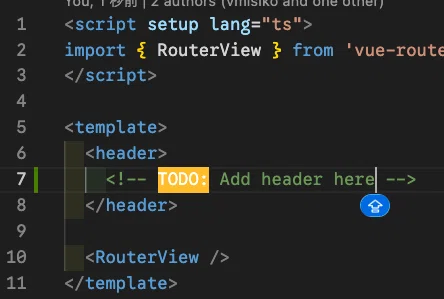 You, 1 秒前 | 2 authors (vmisiko and one other)
1 <script setup lang="ts">
2 import { RouterView } from 'vue-route
3 </script>
4
5 <template>
6 <header>
7 <!-- TODO: Add header here -->
8 </header>
9
10 <RouterView />
11 </template>